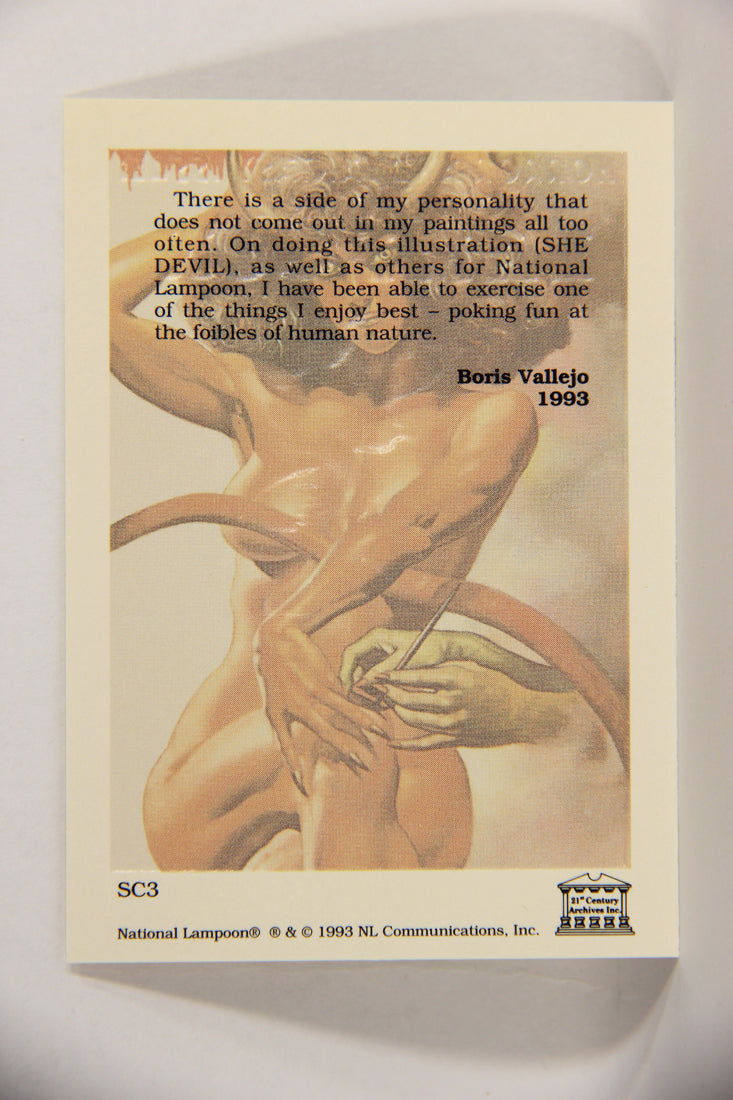 There is a side of my personality that
does not come out in my paintings all too
often. On doing this illustration (SHE
DEVIL), as well as others for National
Lampoon, I have been able to exercise one
of the things I enjoy best – poking fun at
the foibles of human nature.
Boris Vallejo
1993
SC3
21st Century
Archives Inc.
National Lampoon® ® & © 1993 NL Communications, Inc.